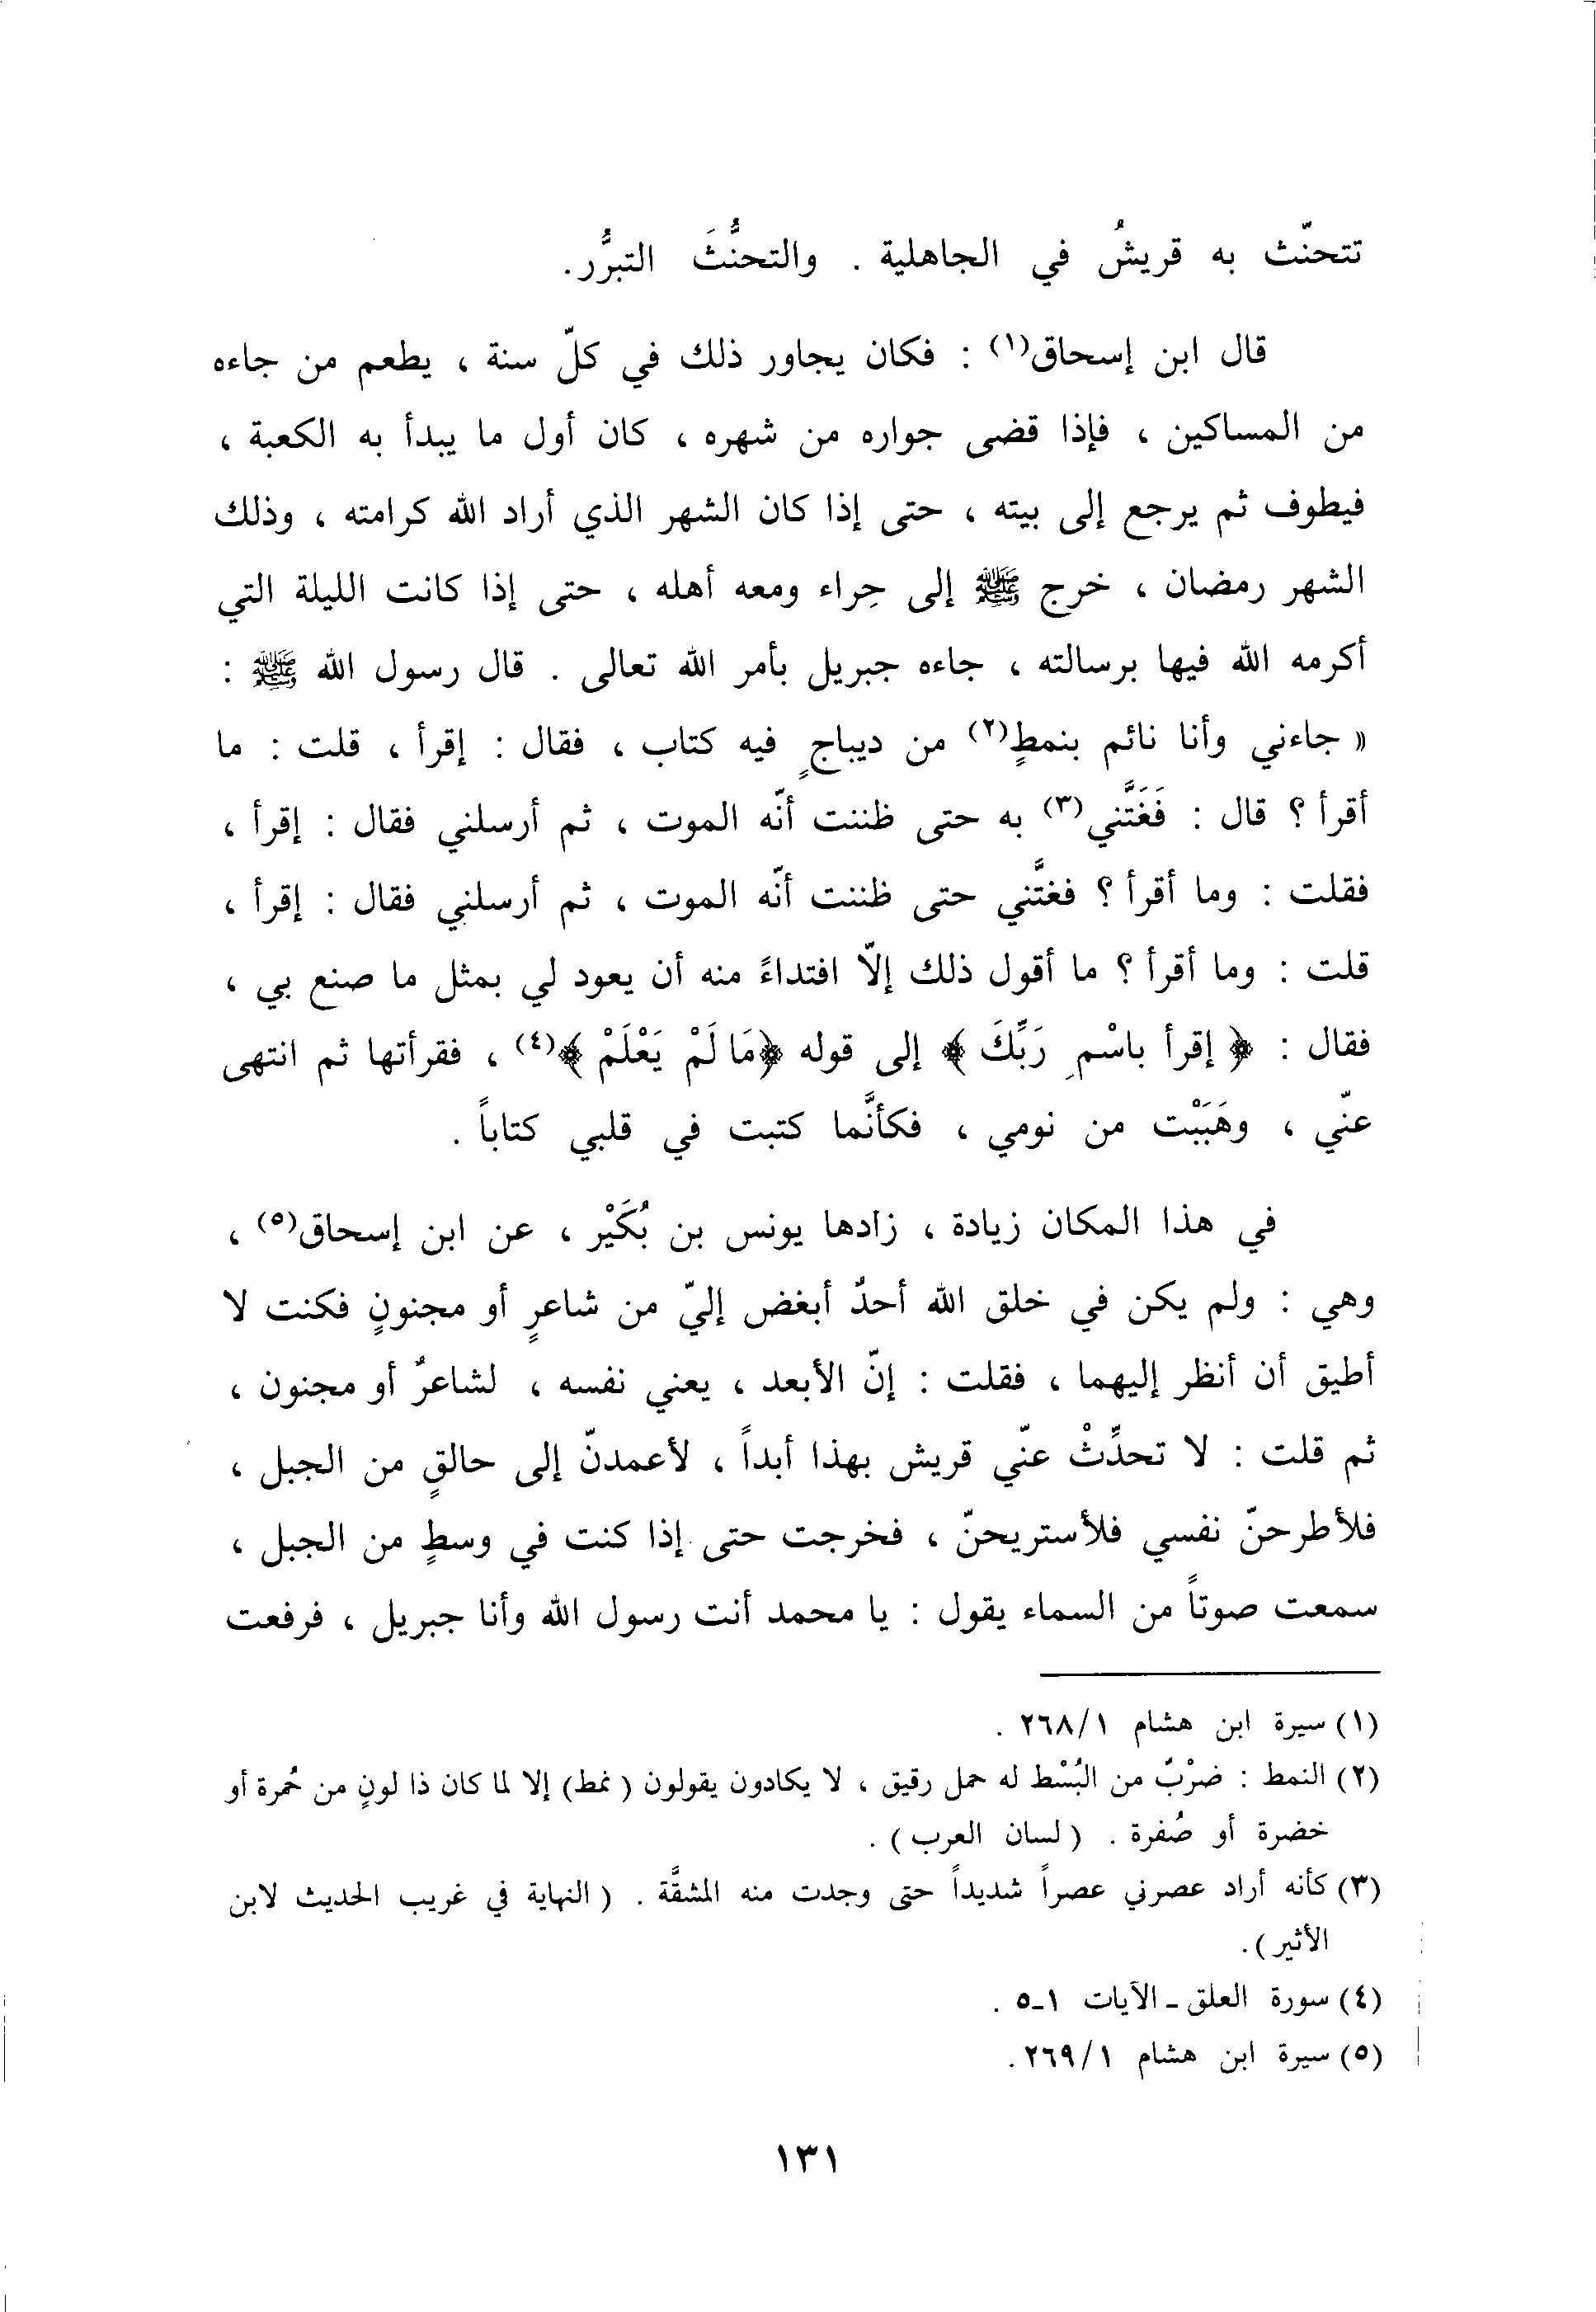 تتحنّث به قريشُ في الجاهلية . والتحنُّثَ التبرُّر.
قال ابن إسحاق(١) : فكان يجاور ذلك في كلّ سنة ، يطعم من جاءه
من المساكين ، فإذا قضى جواره من شهره ، كان أول ما يبدأ به الكعبة ،
فيطوف ثم يرجع إلى بيته ، حتى إذا كان الشهر الذي أراد الله كرامته ، وذلك
الشهر رمضان ، خرج ﷺ إلى حِراء ومعه أهله ، حتى إذا كانت الليلة التي
أكرمه الله فيها برسالته ، جاءه جبريل بأمر الله تعالى . قال رسول الله ﷺ :
« جاءني وأنا نائم بنمطٍ(٢) من ديباجٍ فيه كتاب ، فقال : إقرأ ، قلت : ما
أقرأ ؟ قال : فَغَتَّني(٣) به حتى ظننت أنّه الموت ، ثم أرسلني فقال : إقرأ ،
فقلت : وما أقرأ ؟ فغتَّني حتى ظننت أنّه الموت ، ثم أرسلني فقال : إقرأ ،
قلت : وما أقرأ ؟ ما أقول ذلك إلاّ افتداءً منه أن يعود لي بمثل ما صنع بي ،
فقال : ﴿ إقرأ باسْمِ رَبِّكَ ﴾ إلى قوله ﴿مَا لَمْ يَعْلَمْ ﴾(٤) ، فقرأتها ثم انتهى
عنّي ، وهَبَبْت من نومي ، فكأنَّما كتبت في قلبي كتاباً .
في هذا المكان زيادة ، زادها يونس بن بُكَيْر ، عن ابن إسحاق(٥) ،
وهي : ولم يكن في خلق الله أحدٌ أبغض إليّ من شاعرٍ أو مجنونٍ فكنت لا
أطيق أن أنظر إليهما ، فقلت : إنّ الأبعد ، يعني نفسه ، لشاعرٌ أو مجنون ،
ثم قلت : لا تحدِّثْ عنّي قريش بهذا أبداً ، لأعمدنّ إلى حالقٍ من الجبل ،
فلأطرحنّ نفسي فلأستريحنّ ، فخرجت حتى إذا كنت في وسطٍ من الجبل ،
سمعت صوتاً من السماء يقول : يا محمد أنت رسول الله وأنا جبريل ، فرفعت
(١) سيرة ابن هشام ١/ ٢٦٨ .
(٢) النمط : ضرْبٌ من البُسْط له خمل رقيق ، لا يكادون يقولون ( نمط) إلا لما كان ذا لونٍ من حُمرة أو
خضرة أو صُفرة . ( لسان العرب ) .
(٣) كأنه أراد عصرني عصراً شديداً حتى وجدت منه المشقَّة . ( النهاية في غريب الحديث لابن
الأثير ).
(٤) سورة العلق ـ الآيات ١ـ٥ .
(٥) سيرة ابن هشام ١/ ٢٦٩ .
١٣١